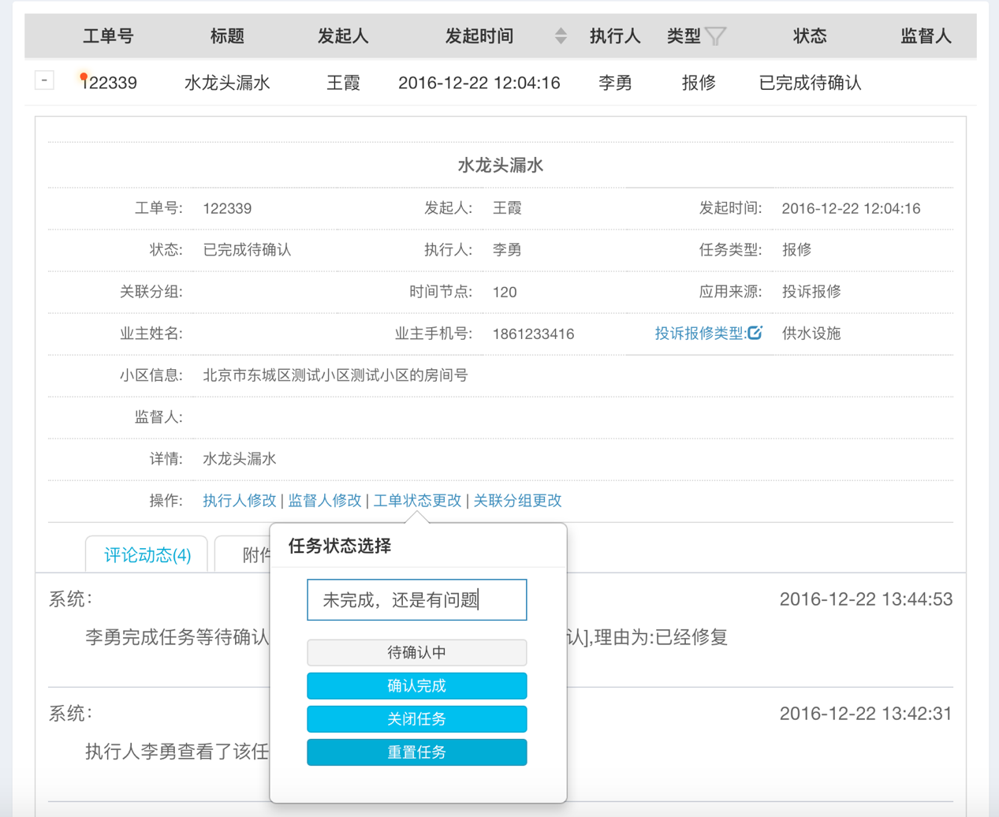 工单号 标题 发起人 发起时间 执行人 类型 状态 监督人
- 122339 水龙头漏水 王霞 2016-12-22 12:04:16 李勇 报修 已完成待确认
水龙头漏水
工单号: 122339 发起人: 王霞 发起时间: 2016-12-22 12:04:16
状态: 已完成待确认 执行人: 李勇 任务类型: 报修
关联分组: 时间节点: 120 应用来源: 投诉报修
业主姓名: 业主手机号: 1861233416 投诉报修类型: 供水设施
小区信息: 北京市东城区测试小区测试小区的房间号
监督人:
详情: 水龙头漏水
操作: 执行人修改 | 监督人修改 | 工单状态更改 | 关联分组更改
评论动态(4) 附件
任务状态选择
未完成，还是有问题
待确认中
确认完成
关闭任务
重置任务
系统: 2016-12-22 13:44:53
李勇完成任务等待确认 认],理由为:已经修复
系统: 2016-12-22 13:42:31
执行人李勇查看了该任